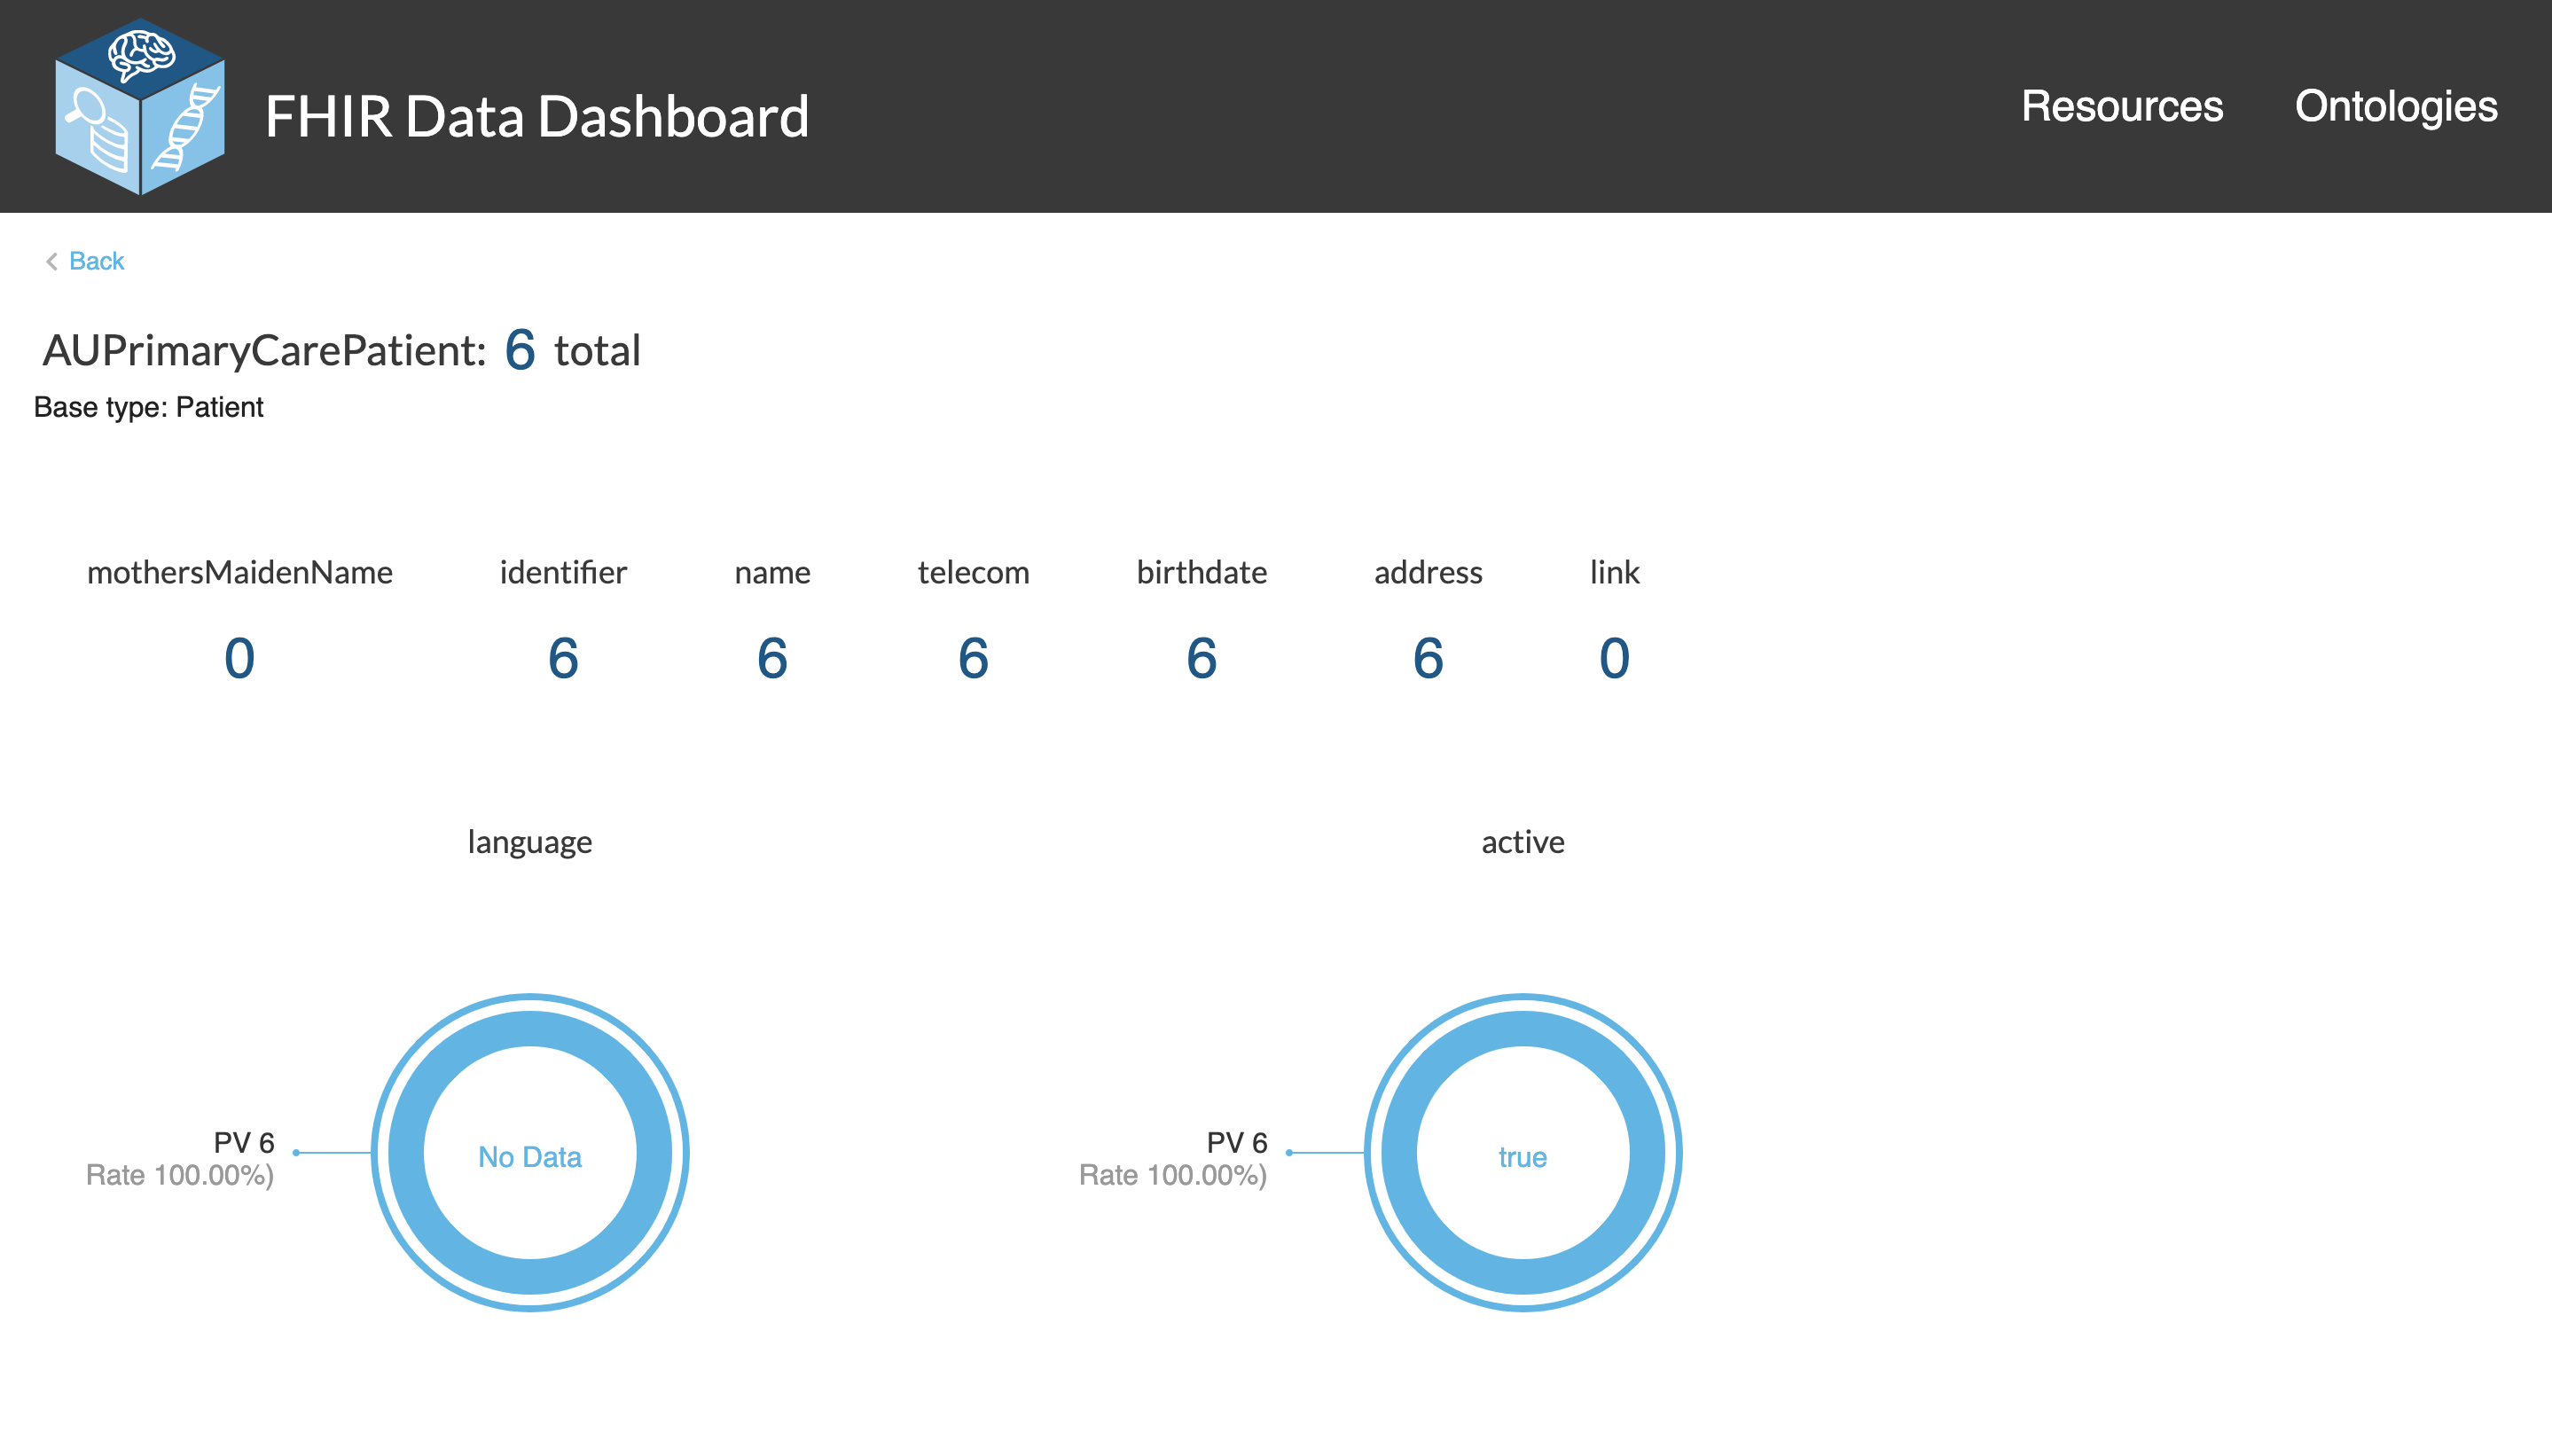 FHIR Data Dashboard
Resources
Ontologies
Back
AUPrimaryCarePatient: 6 total
Base type: Patient
mothersMaidenName identifier name telecom birthdate address link
0 6 6 6 6 6 0
language
active
PV 6
Rate 100.00%)
No Data
PV 6
Rate 100.00%)
true